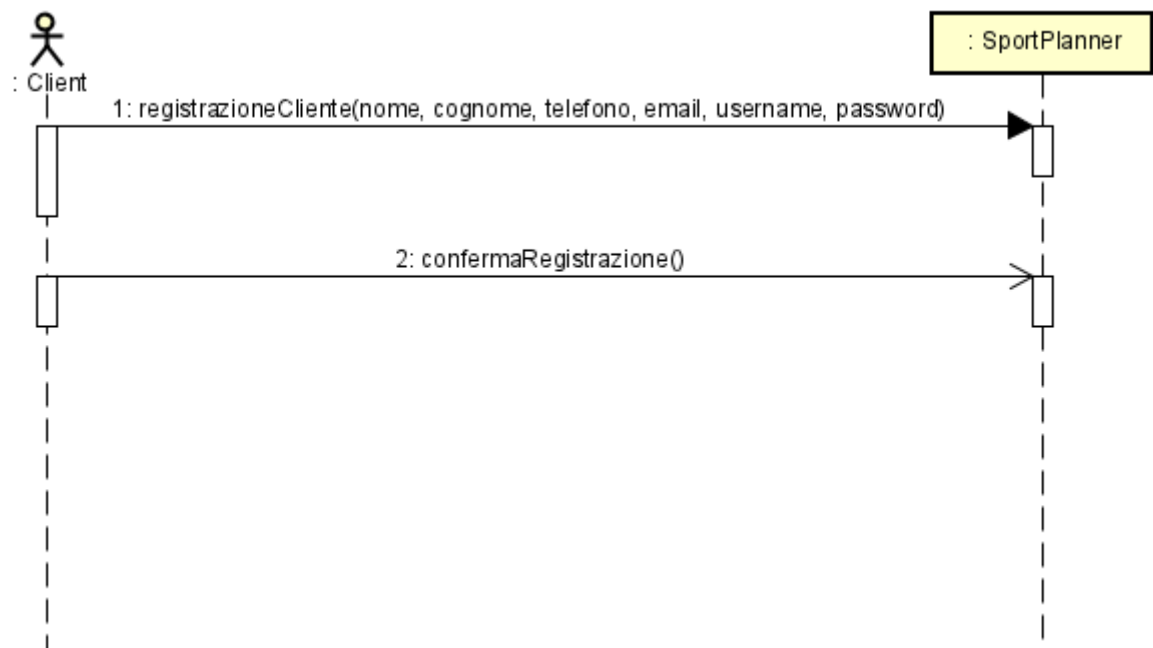 : Client
: SportPlanner
1: registrazioneCliente(nome, cognome, telefono, email, username, password)
2: confermaRegistrazione()